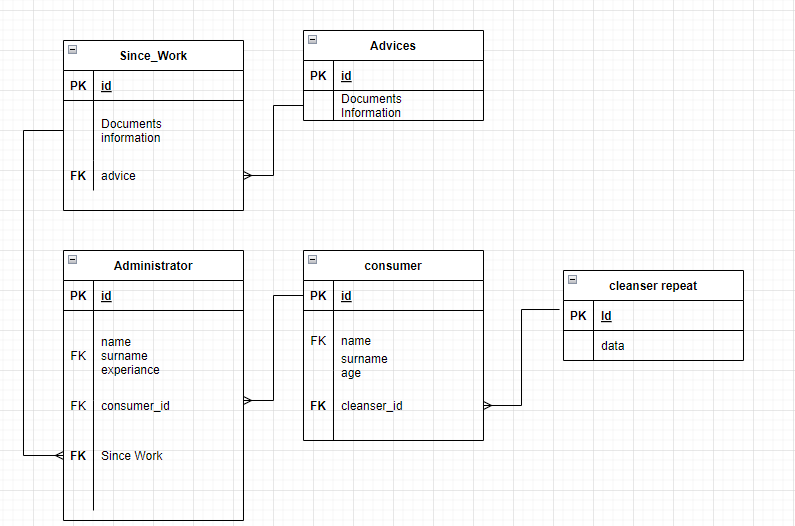 Since_Work
PK id
Documents
information
FK advice
Advices
PK id
Documents
Information
Administrator
PK id
name
FK surname
experiance
FK consumer_id
FK Since Work
consumer
PK id
FK name
surname
age
FK cleanser_id
cleanser repeat
PK Id
data